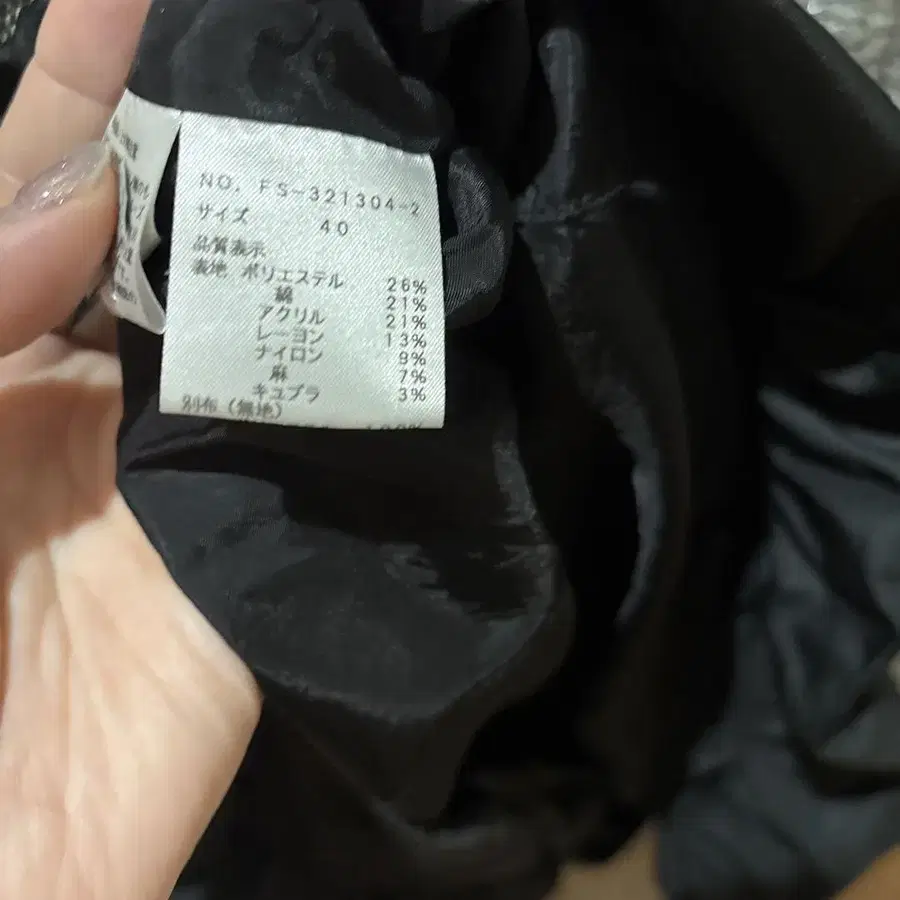 NO. FS-321304-2
サイズ 40
品質表示
表地 ポリエステル 26%
綿 21%
アクリル 21%
レーヨン 13%
ナイロン 9%
麻 7%
キュプラ 3%
別布(無地)